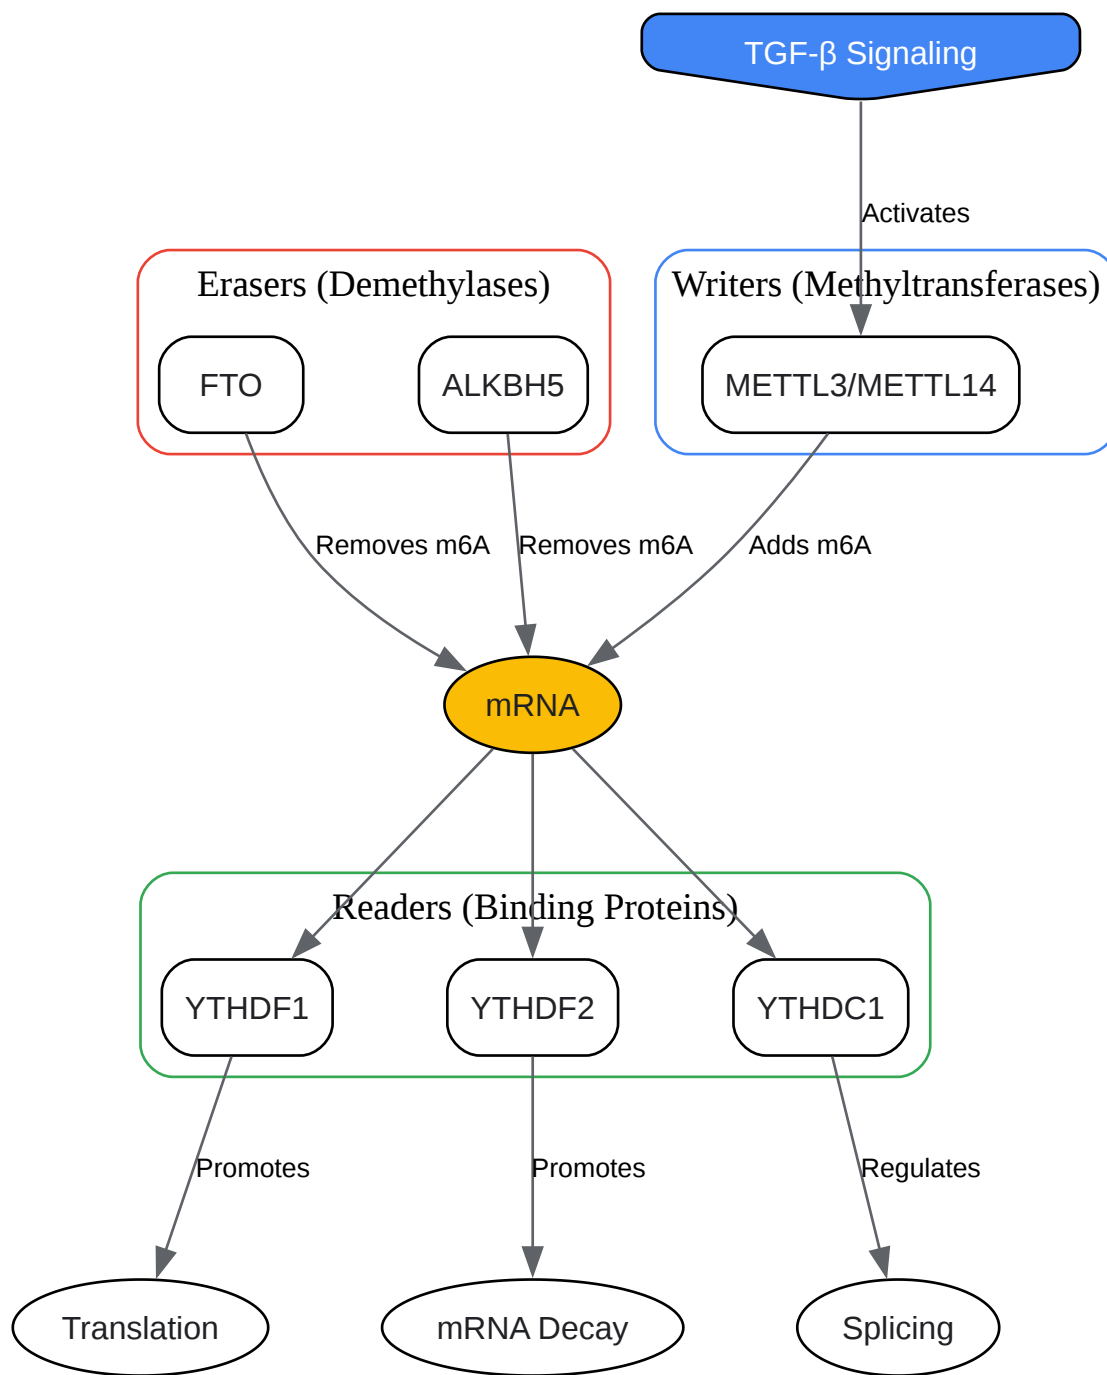 TGF-β Signaling
Activates
Erasers (Demethylases)
Writers (Methyltransferases)
FTO
ALKBH5
METTL3/METTL14
Removes m6A
Removes m6A
Adds m6A
mRNA
Readers (Binding Proteins)
YTHDF1
YTHDF2
YTHDC1
Promotes
Promotes
Regulates
Translation
mRNA Decay
Splicing